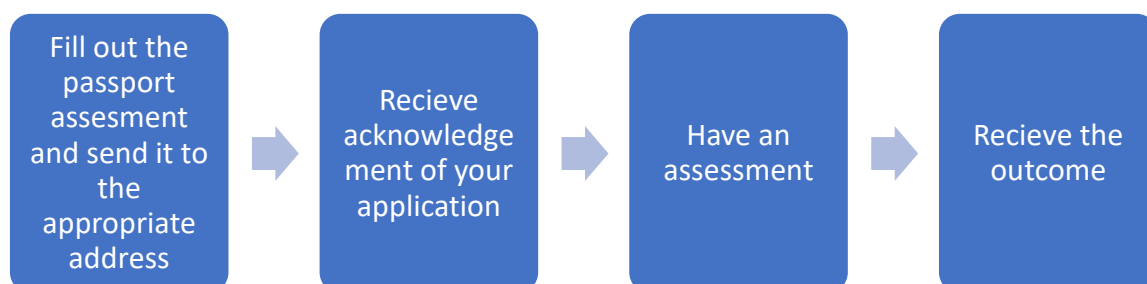 Fill out the
passport
assesment
and send it to
the
appropriate
address
Recieve
acknowledge
ment of your
application
Have an
assessment
Recieve the
outcome